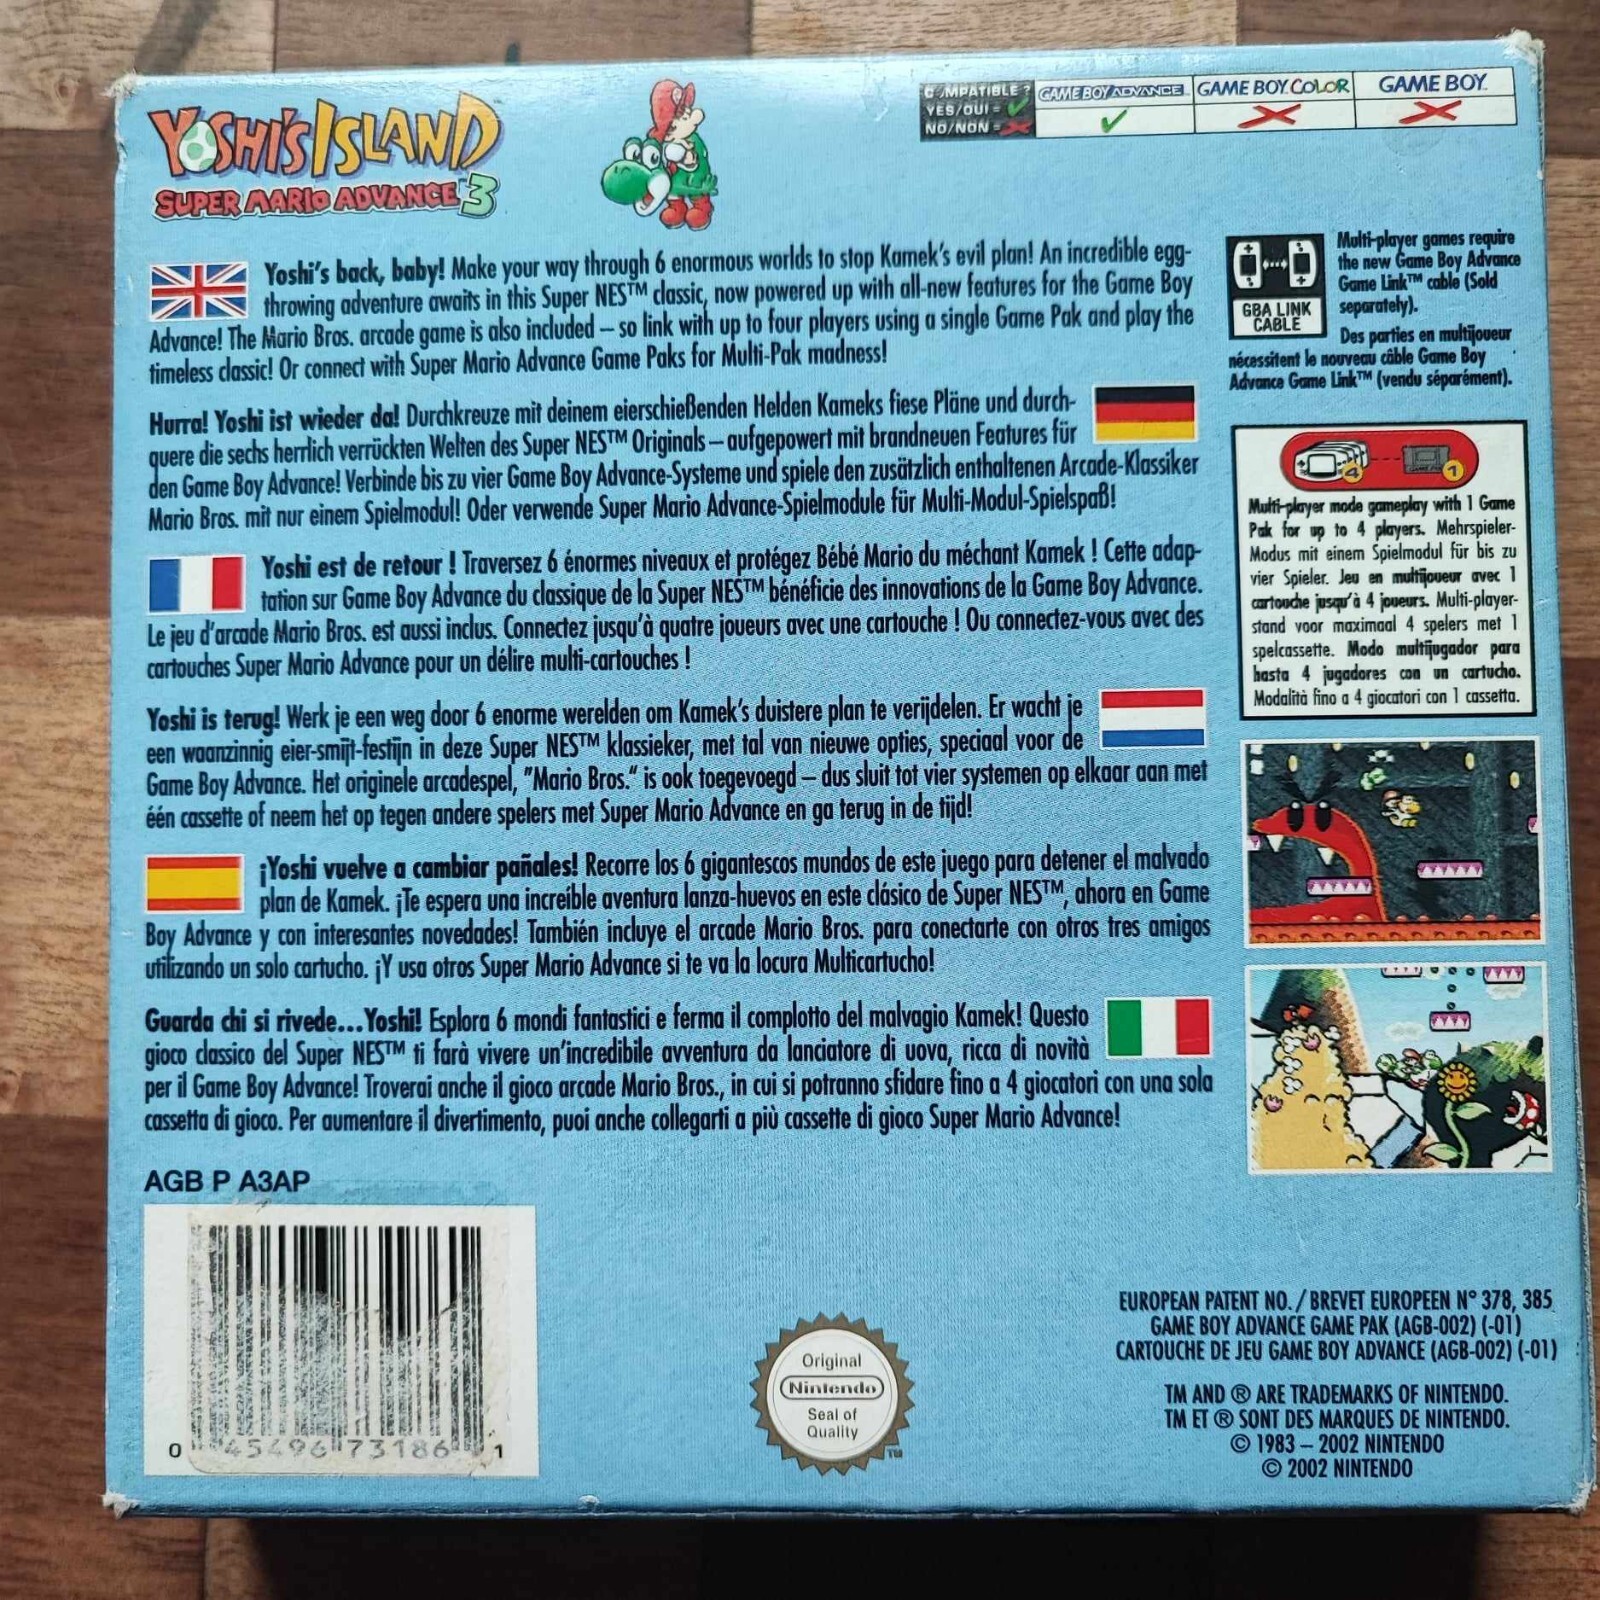 YOSHI'S ISLAND
SUPER MARIO ADVANCE 3
COMPATIBLE ?
YES/OUI =
NO/NON =
GAME BOY ADVANCE
GAME BOY COLOR
GAME BOY
Yoshi's back, baby! Make your way through 6 enormous worlds to stop Kamek's evil plan! An incredible egg-
throwing adventure awaits in this Super NES™ classic, now powered up with all-new features for the Game Boy
Advance! The Mario Bros. arcade game is also included – so link with up to four players using a single Game Pak and play the
timeless classic! Or connect with Super Mario Advance Game Paks for Multi-Pak madness!
Hurra! Yoshi ist wieder da! Durchkreuze mit deinem eierschießenden Helden Kameks fiese Pläne und durch-
quere die sechs herrlich verrückten Welten des Super NES™ Originals – aufgepowert mit brandneuen Features für
den Game Boy Advance! Verbinde bis zu vier Game Boy Advance-Systeme und spiele den zusätzlich enthaltenen Arcade-Klassiker
Mario Bros. mit nur einem Spielmodul! Oder verwende Super Mario Advance-Spielmodule für Multi-Modul-Spielspaß!
Yoshi est de retour ! Traversez 6 énormes niveaux et protégez Bébé Mario du méchant Kamek ! Cette adap-
tation sur Game Boy Advance du classique de la Super NES™ bénéficie des innovations de la Game Boy Advance.
Le jeu d'arcade Mario Bros. est aussi inclus. Connectez jusqu'à quatre joueurs avec une cartouche ! Ou connectez-vous avec des
cartouches Super Mario Advance pour un délire multi-cartouches !
Yoshi is terug! Werk je een weg door 6 enorme werelden om Kamek's duistere plan te verijdelen. Er wacht je
een waanzinnig eier-smijt-festijn in deze Super NES™ klassieker, met tal van nieuwe opties, speciaal voor de
Game Boy Advance. Het originele arcadespel, "Mario Bros." is ook toegevoegd – dus sluit tot vier systemen op elkaar aan met
één cassette of neem het op tegen andere spelers met Super Mario Advance en ga terug in de tijd!
¡Yoshi vuelve a cambiar pañales! Recorre los 6 gigantescos mundos de este juego para detener el malvado
plan de Kamek. ¡Te espera una increíble aventura lanza-huevos en este clásico de Super NES™, ahora en Game
Boy Advance y con interesantes novedades! También incluye el arcade Mario Bros. para conectarte con otros tres amigos
utilizando un solo cartucho. ¡Y usa otros Super Mario Advance si te va la locura Multicartucho!
Guarda chi si rivede...Yoshi! Esplora 6 mondi fantastici e ferma il complotto del malvagio Kamek! Questo
gioco classico del Super NES™ ti farà vivere un'incredibile avventura da lanciatore di uova, ricca di novità
per il Game Boy Advance! Troverai anche il gioco arcade Mario Bros., in cui si potranno sfidare fino a 4 giocatori con una sola
cassetta di gioco. Per aumentare il divertimento, puoi anche collegarti a più cassette di gioco Super Mario Advance!
GBA LINK
CABLE
Multi-player games require
the new Game Boy Advance
Game Link™ cable (Sold
separately).
Des parties en multijoueur
nécessitent le nouveau câble Game Boy
Advance Game Link™ (vendu séparément).
4
GAME PAK
1
Multi-player mode gameplay with 1 Game
Pak for up to 4 players. Mehrspieler-
Modus mit einem Spielmodul für bis zu
vier Spieler. Jeu en multijoueur avec 1
cartouche jusqu'à 4 joueurs. Multi-player-
stand voor maximaal 4 spelers met 1
spelcassette. Modo multijugador para
hasta 4 jugadores con un cartucho.
Modalità fino a 4 giocatori con 1 cassetta.
AGB P A3AP
0 45496 73186 1
Original
Nintendo
Seal of
Quality
TM
EUROPEAN PATENT NO. / BREVET EUROPEEN N° 378, 385
GAME BOY ADVANCE GAME PAK (AGB-002) (-01)
CARTOUCHE DE JEU GAME BOY ADVANCE (AGB-002) (-01)
TM AND ® ARE TRADEMARKS OF NINTENDO.
TM ET ® SONT DES MARQUES DE NINTENDO.
© 1983 – 2002 NINTENDO
© 2002 NINTENDO